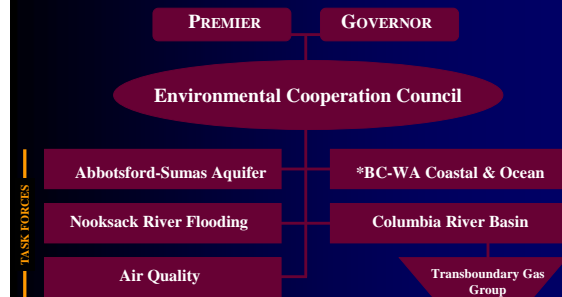 PREMIER
GOVERNOR
Environmental Cooperation Council
TASK FORCES
Abbotsford-Sumas Aquifer
*BC-WA Coastal & Ocean
Nooksack River Flooding
Columbia River Basin
Air Quality
Transboundary Gas
Group